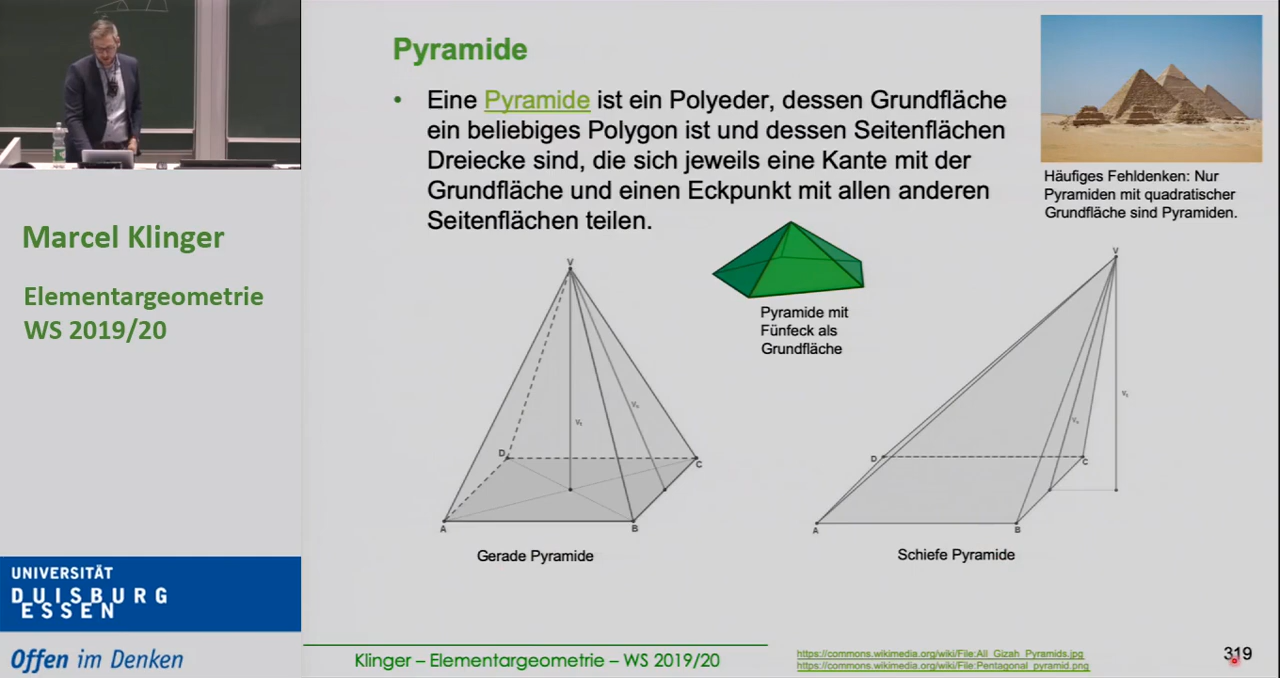 Marcel Klinger
Elementargeometrie
WS 2019/20
UNIVERSITÄT
DUISBURG
ESSEN
Offen im Denken
Pyramide
• Eine Pyramide ist ein Polyeder, dessen Grundfläche
ein beliebiges Polygon ist und dessen Seitenflächen
Dreiecke sind, die sich jeweils eine Kante mit der
Grundfläche und einen Eckpunkt mit allen anderen
Seitenflächen teilen.
Häufiges Fehldenken: Nur
Pyramiden mit quadratischer
Grundfläche sind Pyramiden.
Pyramide mit
Fünfeck als
Grundfläche
V
D
C
A
B
Gerade Pyramide
V
D
C
A
B
Schiefe Pyramide
Klinger – Elementargeometrie – WS 2019/20
https://commons.wikimedia.org/wiki/File:All_Gizah_Pyramids.jpg
https://commons.wikimedia.org/wiki/File:Pentagonal_pyramid.png
319